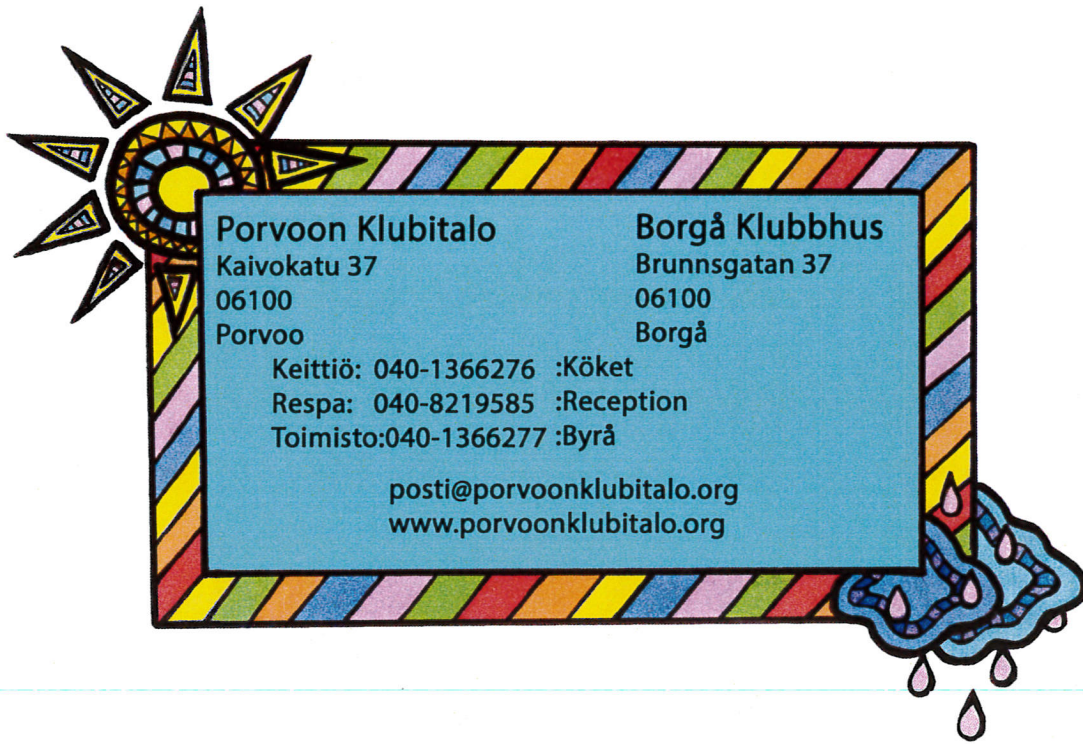 Porvoon Klubitalo
Kaivokatu 37
06100
Porvoo
Borgå Klubbhus
Brunnsgatan 37
06100
Borgå
Keittiö: 040-1366276 :Köket
Respa: 040-8219585 :Reception
Toimisto:040-1366277 :Byrå
posti@porvoonklubitalo.org
www.porvoonklubitalo.org